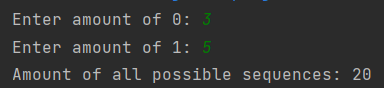 Enter amount of 0: 3
Enter amount of 1: 5
Amount of all possible sequences: 20